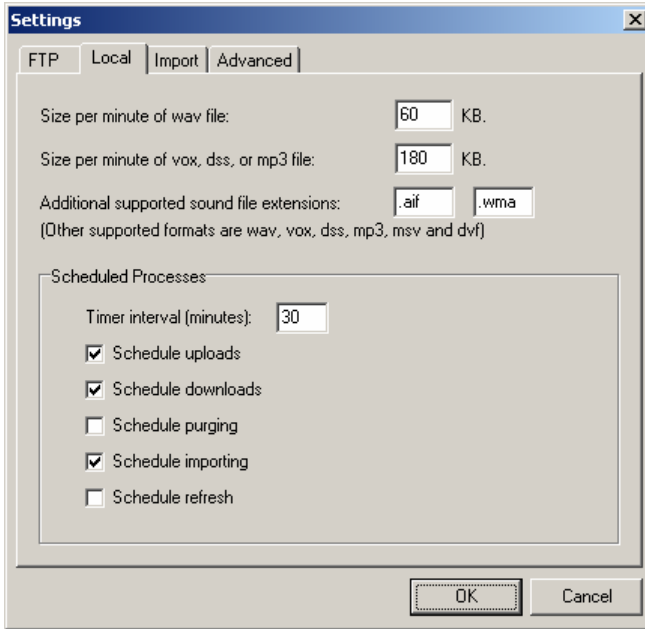 Settings
FTP Local Import Advanced
Size per minute of wav file: 60 KB.
Size per minute of vox, dss, or mp3 file: 180 KB.
Additional supported sound file extensions: .aif .wma
(Other supported formats are wav, vox, dss, mp3, msv and dvf)
Scheduled Processes
Timer interval (minutes): 30
Schedule uploads
Schedule downloads
Schedule purging
Schedule importing
Schedule refresh
OK Cancel